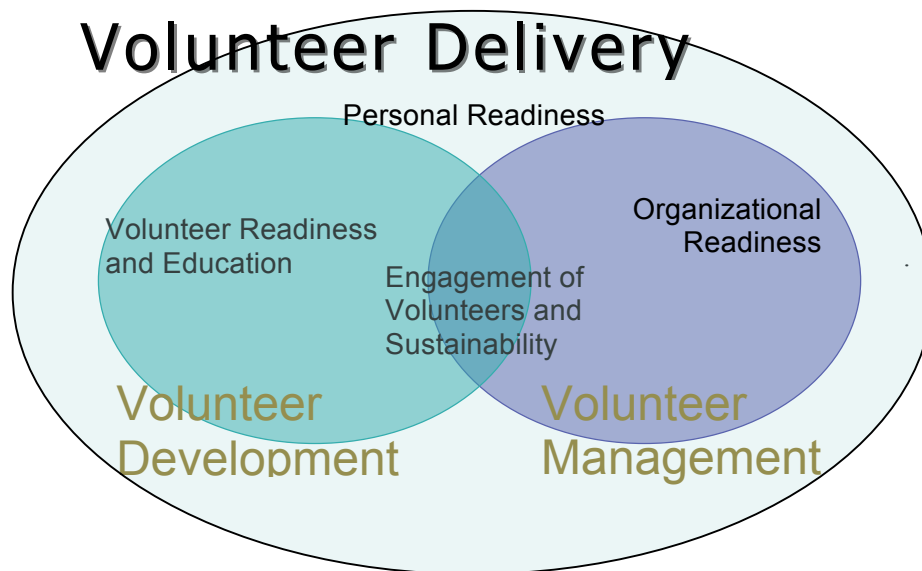 Volunteer Delivery
Personal Readiness
Volunteer Readiness
and Education
Organizational
Readiness
Engagement of
Volunteers and
Sustainability
Volunteer
Development
Volunteer
Management